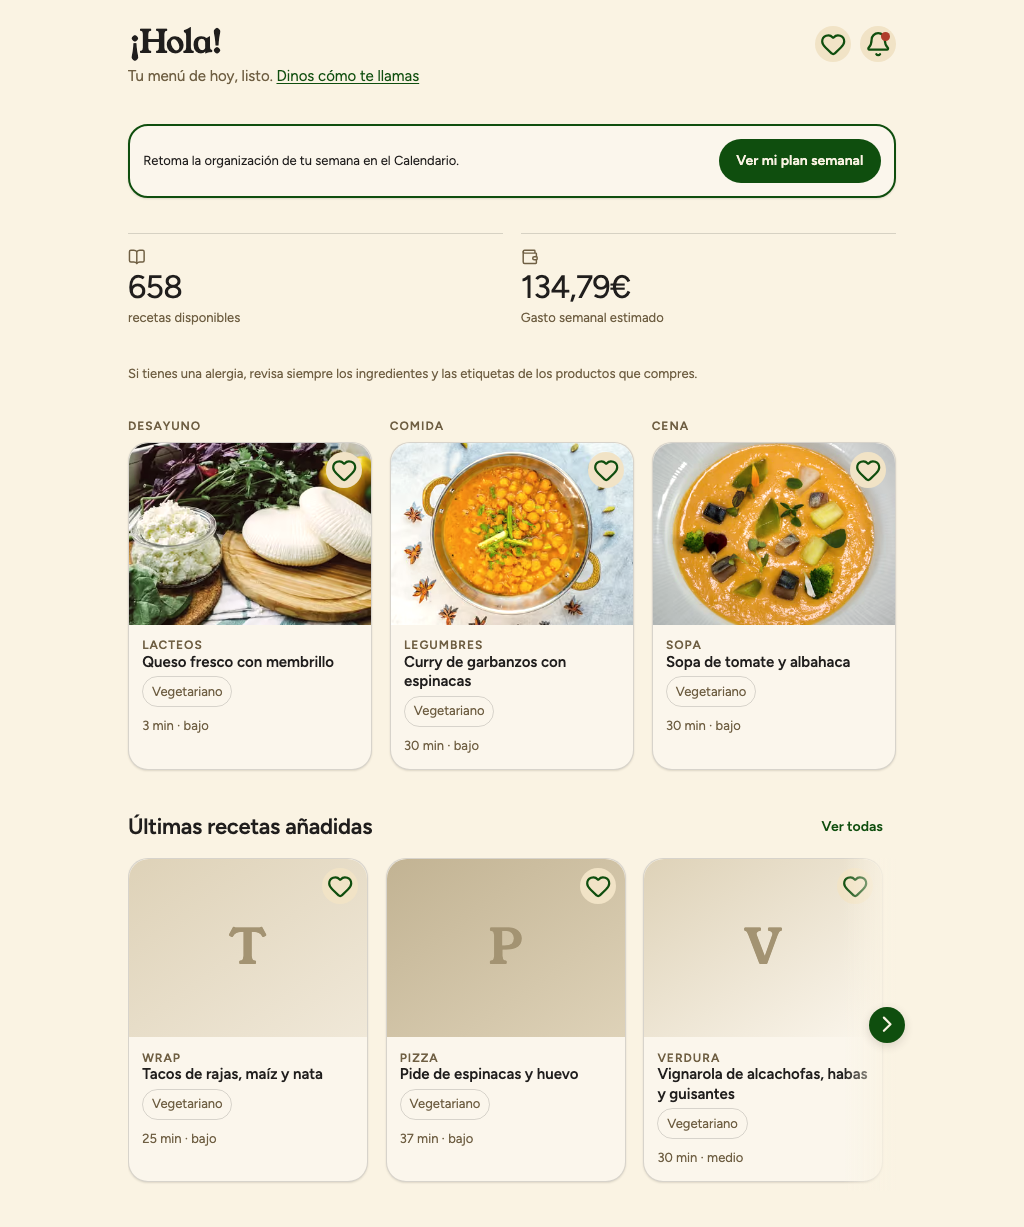 ¡Hola!
Tu menú de hoy, listo. Dinos cómo te llamas
Retoma la organización de tu semana en el Calendario.
Ver mi plan semanal
658
recetas disponibles
134,79€
Gasto semanal estimado
Si tienes una alergia, revisa siempre los ingredientes y las etiquetas de los productos que compres.
DESAYUNO
LACTEOS
Queso fresco con membrillo
Vegetariano
3 min · bajo
COMIDA
LEGUMBRES
Curry de garbanzos con
espinacas
Vegetariano
30 min · bajo
CENA
SOPA
Sopa de tomate y albahaca
Vegetariano
30 min · bajo
Últimas recetas añadidas
Ver todas
T
WRAP
Tacos de rajas, maíz y nata
Vegetariano
25 min · bajo
P
PIZZA
Pide de espinacas y huevo
Vegetariano
37 min · bajo
V
VERDURA
Vignarola de alcachofas, habas
y guisantes
Vegetariano
30 min · medio